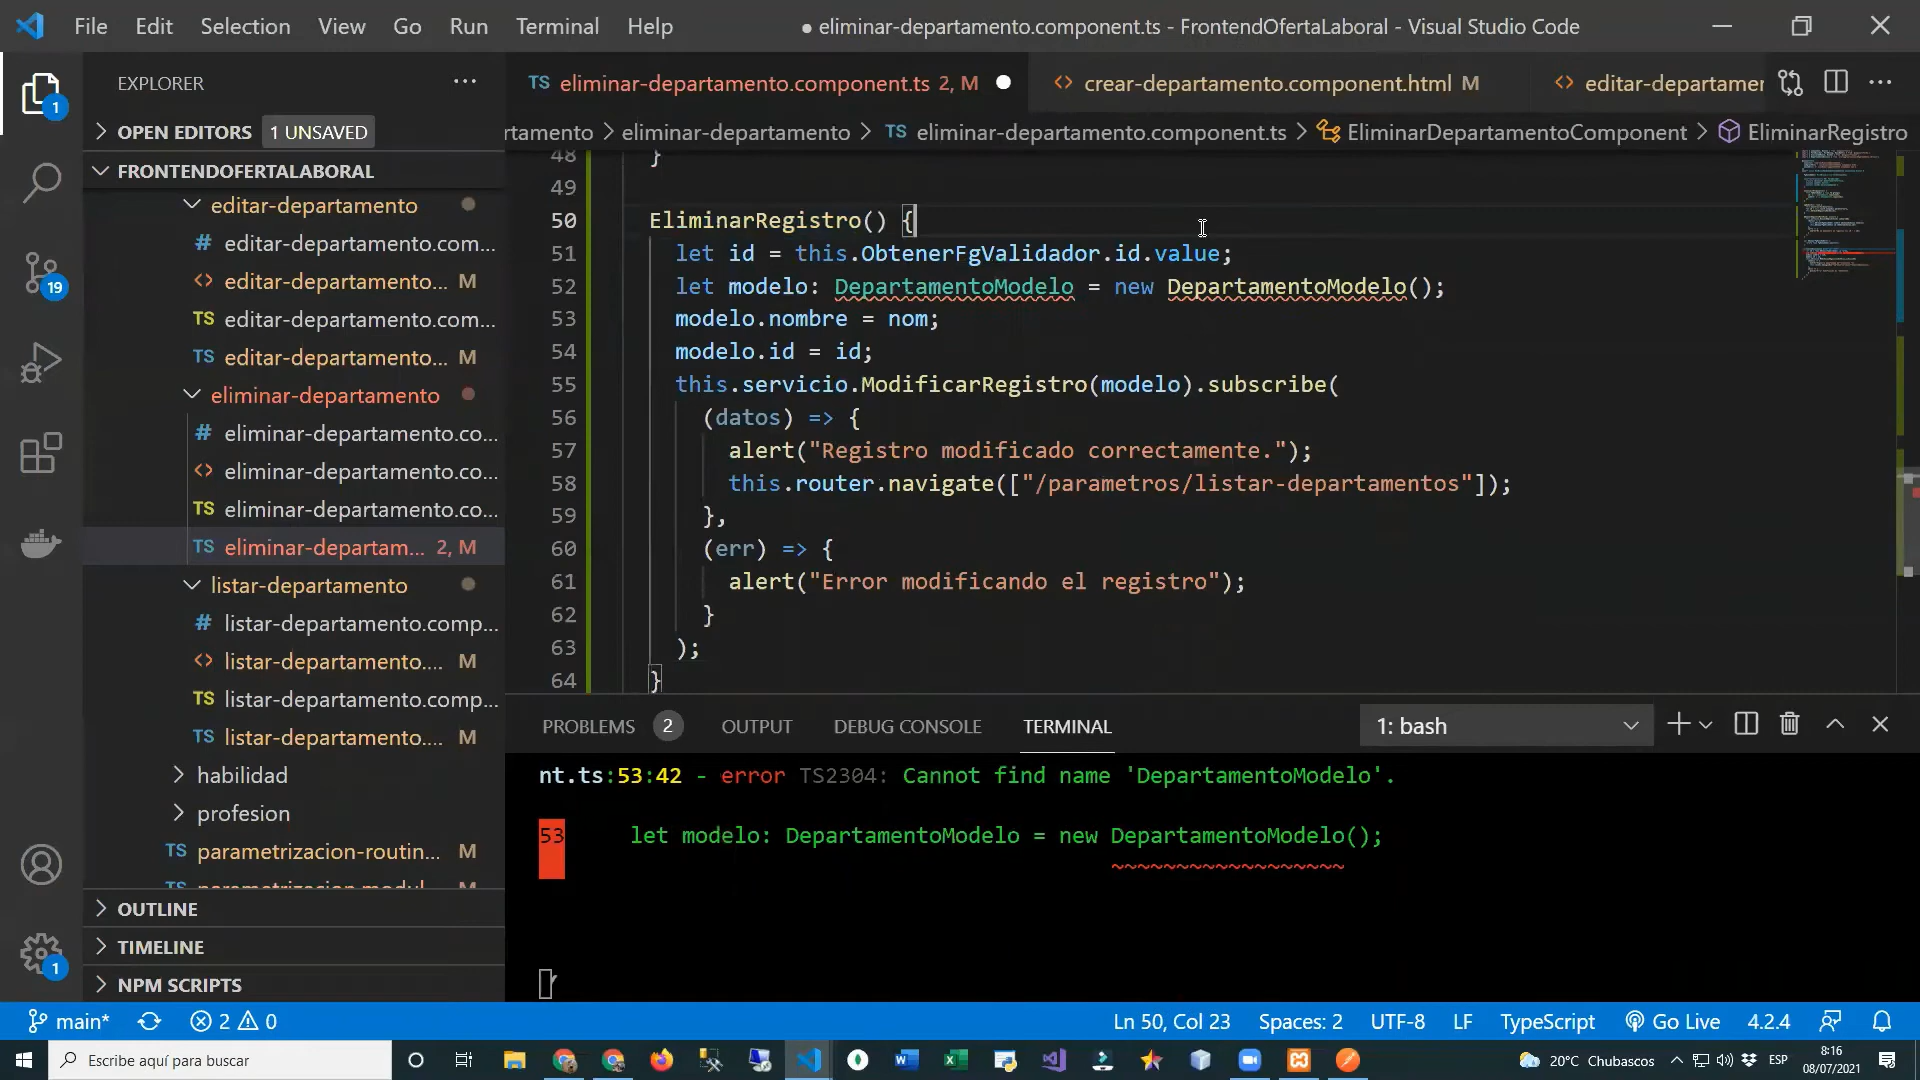 File Edit Selection View Go Run Terminal Help
● eliminar-departamento.component.ts - FrontendOfertaLaboral - Visual Studio Code
EXPLORER
TS eliminar-departamento.component.ts 2, M
<> crear-departamento.component.html M
<> editar-departamer
OPEN EDITORS 1 UNSAVED
rtamento > eliminar-departamento > TS eliminar-departamento.component.ts > EliminarDepartamentoComponent > EliminarRegistro
FRONTENDOFERTALABORAL
editar-departamento
# editar-departamento.com...
<> editar-departamento... M
TS editar-departamento.com...
TS editar-departamento... M
eliminar-departamento
# eliminar-departamento.co...
<> eliminar-departamento.co...
TS eliminar-departamento.co...
TS eliminar-departam... 2, M
listar-departamento
# listar-departamento.comp...
<> listar-departamento.... M
TS listar-departamento.comp...
TS listar-departamento.... M
habilidad
profesion
TS parametrizacion-routin... M
OUTLINE
TIMELINE
NPM SCRIPTS
1
19
1
48 }
49
50 EliminarRegistro() {
51 let id = this.ObtenerFgValidador.id.value;
52 let modelo: DepartamentoModelo = new DepartamentoModelo();
53 modelo.nombre = nom;
54 modelo.id = id;
55 this.servicio.ModificarRegistro(modelo).subscribe(
56 (datos) => {
57 alert("Registro modificado correctamente.");
58 this.router.navigate(["/parametros/listar-departamentos"]);
59 },
60 (err) => {
61 alert("Error modificando el registro");
62 }
63 );
64 }
PROBLEMS 2 OUTPUT DEBUG CONSOLE TERMINAL 1: bash
nt.ts:53:42 - error TS2304: Cannot find name 'DepartamentoModelo'.
53 let modelo: DepartamentoModelo = new DepartamentoModelo();
~~~~~~~~~~~~~~~~~~
main* 2 0 Ln 50, Col 23 Spaces: 2 UTF-8 LF TypeScript Go Live 4.2.4
Escribe aquí para buscar
20°C Chubascos ESP
8:16
08/07/2021